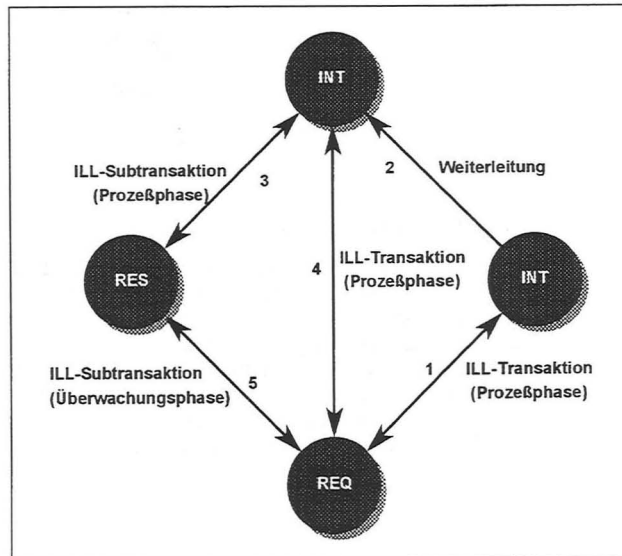 INT
ILL-Subtransaktion
(Prozeßphase)
3
2
Weiterleitung
RES
4
ILL-Transaktion
(Prozeßphase)
INT
ILL-Subtransaktion
(Überwachungsphase)
5
1
ILL-Transaktion
(Prozeßphase)
REQ